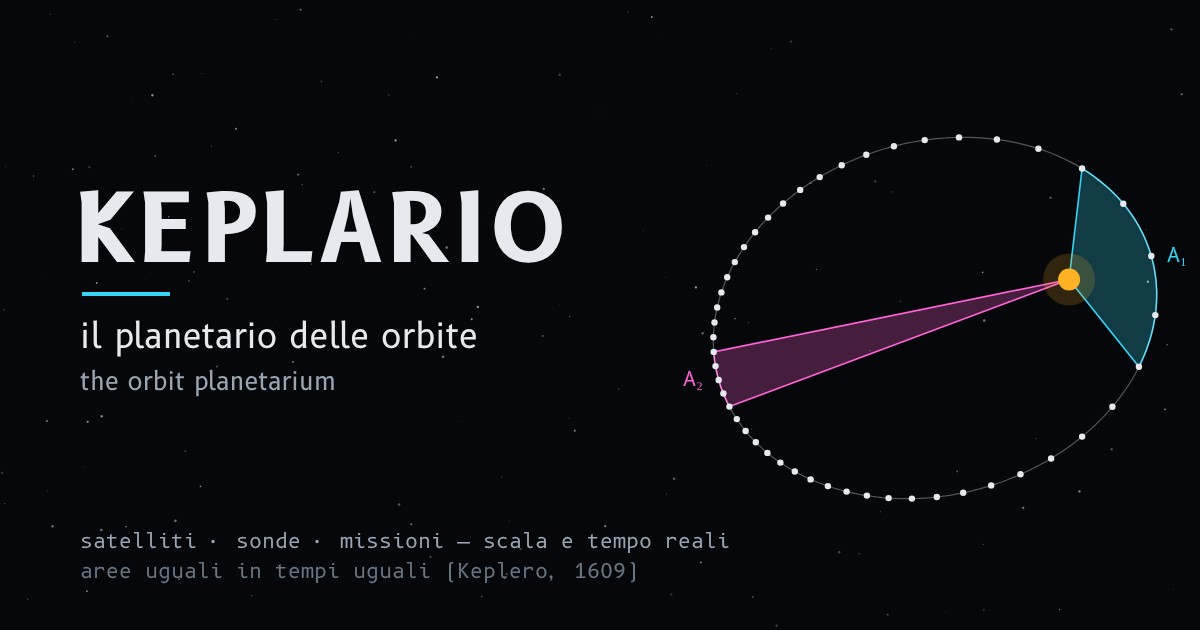 KEPLARIO
il planetario delle orbite
the orbit planetarium
A₁
A₂
satelliti · sonde · missioni — scala e tempo reali
aree uguali in tempi uguali (Keplero, 1609)